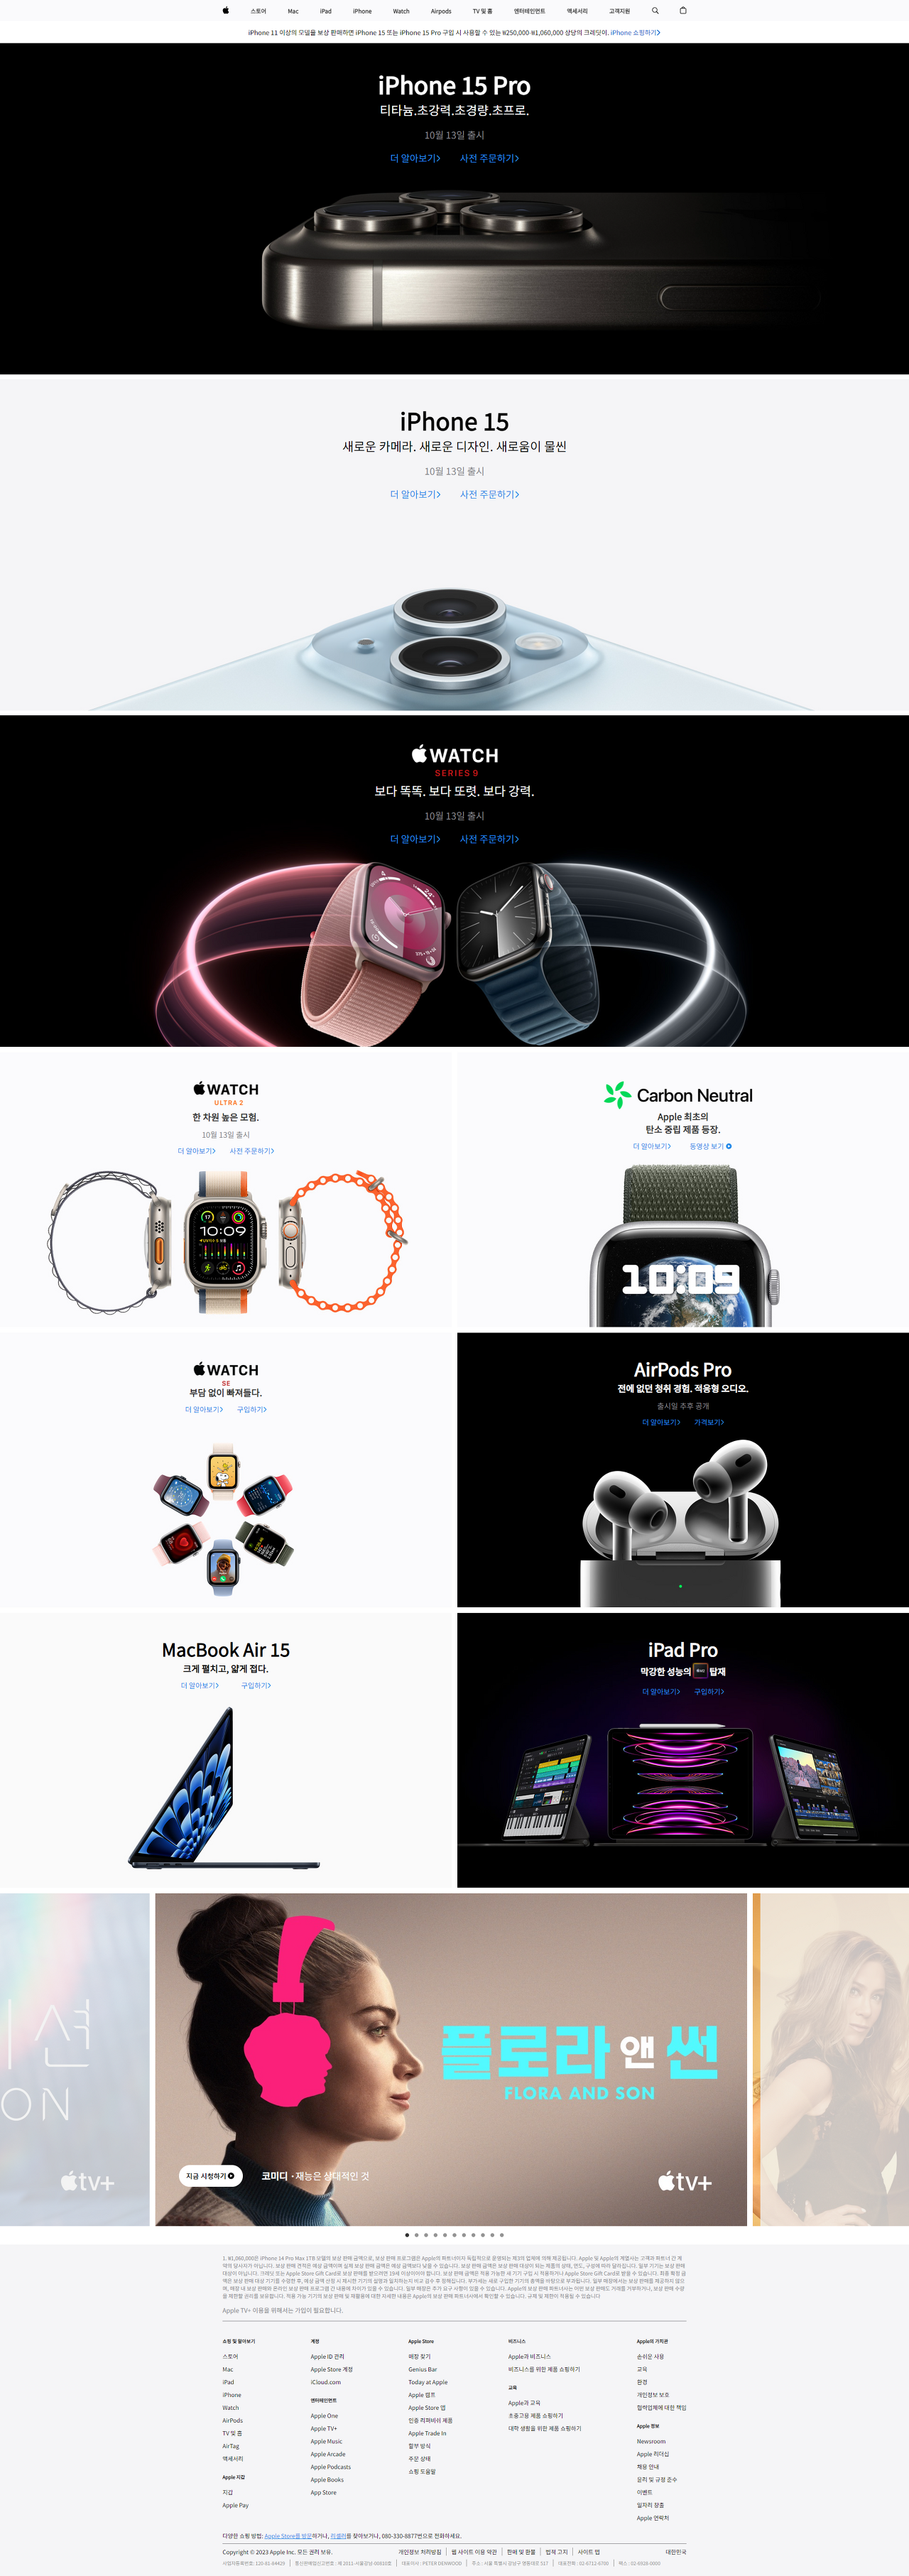 스토어 Mac iPad iPhone Watch Airpods TV 및 홈 엔터테인먼트 액세서리 고객지원
iPhone 11 이상의 모델을 보상 판매하면 iPhone 15 또는 iPhone 15 Pro 구입 시 사용할 수 있는 ₩250,000-₩1,060,000 상당의 크레딧이. iPhone 쇼핑하기>
iPhone 15 Pro
티타늄.초강력.초경량.초프로.
10월 13일 출시
더 알아보기> 사전 주문하기>
iPhone 15
새로운 카메라. 새로운 디자인. 새로움이 물씬
10월 13일 출시
더 알아보기> 사전 주문하기>
WATCH
SERIES 9
보다 똑똑. 보다 또렷. 보다 강력.
10월 13일 출시
더 알아보기> 사전 주문하기>
WATCH
ULTRA 2
한 차원 높은 모험.
10월 13일 출시
더 알아보기> 사전 주문하기>
10:09
Carbon Neutral
Apple 최초의
탄소 중립 제품 등장.
더 알아보기> 동영상 보기
10:09
WATCH
SE
부담 없이 빠져들다.
더 알아보기> 구입하기>
AirPods Pro
전에 없던 청취 경험. 적응형 오디오.
출시일 추후 공개
더 알아보기> 가격보기>
MacBook Air 15
크게 펼치고, 얇게 접다.
더 알아보기> 구입하기>
iPad Pro
막강한 성능의 탑재
더 알아보기> 구입하기>
ON
tv+
플로라 앤 썬
FLORA AND SON
지금 시청하기 코미디 · 재능은 상대적인 것
tv+
Apple TV+ 이용을 위해서는 가입이 필요합니다.
쇼핑 및 알아보기
스토어
Mac
iPad
iPhone
Watch
AirPods
TV 및 홈
AirTag
액세서리
Apple 지갑
지갑
Apple Pay
계정
Apple ID 관리
Apple Store 계정
iCloud.com
엔터테인먼트
Apple One
Apple TV+
Apple Music
Apple Arcade
Apple Podcasts
Apple Books
App Store
Apple Store
매장 찾기
Genius Bar
Today at Apple
Apple 캠프
Apple Store 앱
인증 리퍼비쉬 제품
Apple Trade In
할부 방식
주문 상태
쇼핑 도움말
비즈니스
Apple과 비즈니스
비즈니스를 위한 제품 쇼핑하기
교육
Apple과 교육
초중고용 제품 쇼핑하기
대학 생활을 위한 제품 쇼핑하기
Apple의 가치관
손쉬운 사용
교육
환경
개인정보 보호
협력업체에 대한 책임
Apple 정보
Newsroom
Apple 리더십
채용 안내
윤리 및 규정 준수
이벤트
일자리 창출
Apple 연락처
다양한 쇼핑 방법: Apple Store를 방문하거나, 리셀러를 찾아보거나, 080-330-8877번으로 전화하세요.
Copyright © 2023 Apple Inc. 모든 권리 보유. 개인정보 처리방침 웹 사이트 이용 약관 판매 및 환불 법적 고지 사이트 맵 대한민국